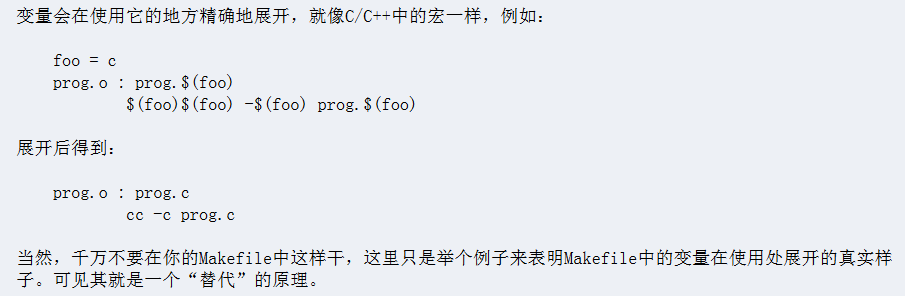 变量会在使用它的地方精确地展开，就像C/C++中的宏一样，例如：
foo = c
prog.o : prog.$(foo)
$(foo)$(foo) -$(foo) prog.$(foo)
展开后得到：
prog.o : prog.c
cc -c prog.c
当然，千万不要在你的Makefile中这样干，这里只是举个例子来表明Makefile中的变量在使用处展开的真实样
子。可见其就是一个“替代”的原理。